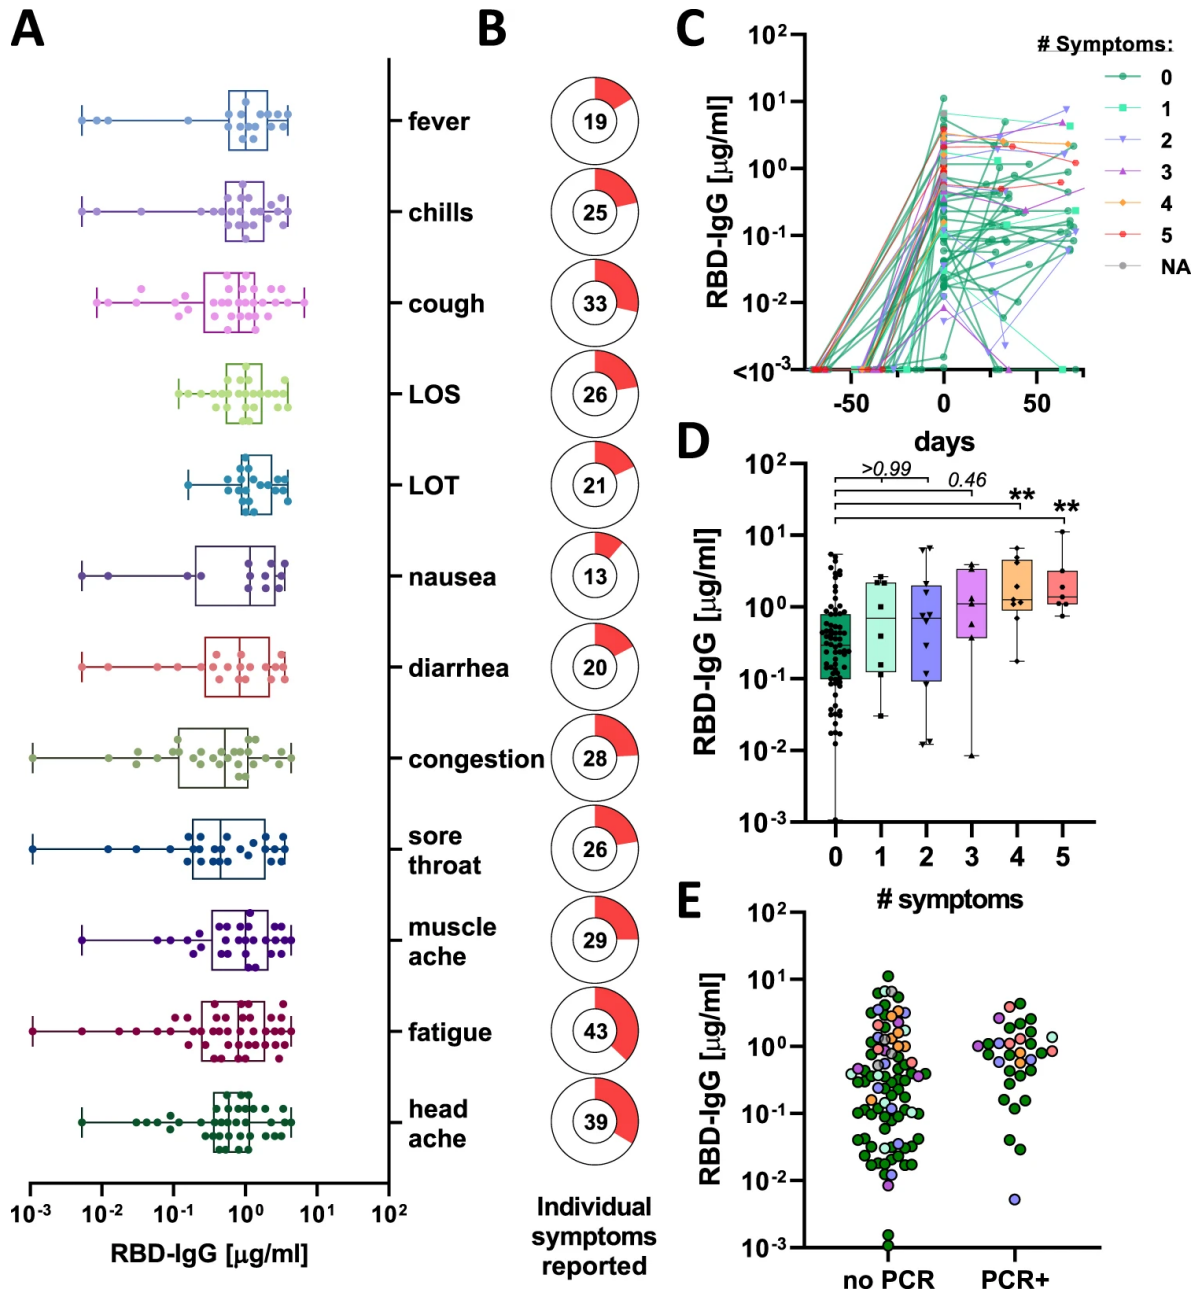 A
fever
chills
cough
LOS
LOT
nausea
diarrhea
congestion
sore
throat
muscle
ache
fatigue
head
ache
10-3 10-2 10-1 100 101 102
RBD-IgG [µg/ml]
B
19
25
33
26
21
13
20
28
26
29
43
39
Individual
symptoms
reported
C
RBD-IgG [µg/ml]
102
101
100
10-1
10-2
<10-3
-50 0 50
days
# Symptoms:
0
1
2
3
4
5
NA
D
RBD-IgG [µg/ml]
102
101
100
10-1
10-2
10-3
>0.99
0.46
**
**
0 1 2 3 4 5
# symptoms
E
RBD-IgG [µg/ml]
102
101
100
10-1
10-2
10-3
no PCR PCR+